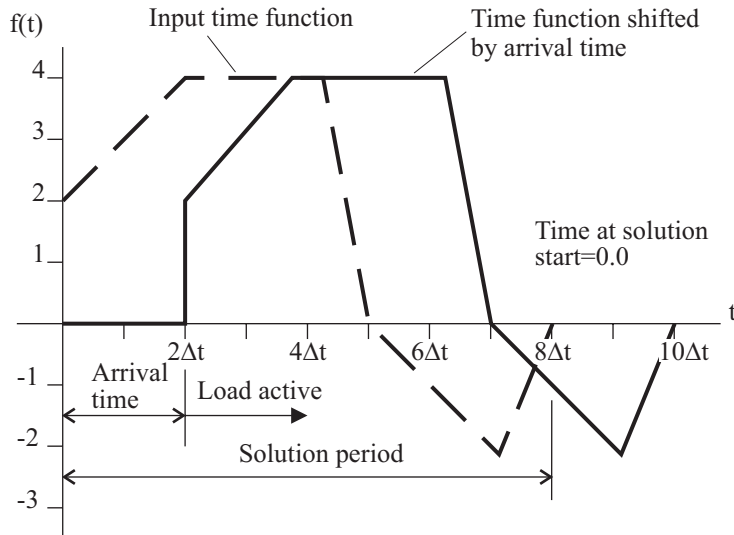 f(t)
Input time function
Time function shifted
by arrival time
4
3
2
1
Time at solution
start=0.0
t
2Δt
4Δt
6Δt
8Δt
10Δt
-1
Arrival
time
Load active
-2
Solution period
-3